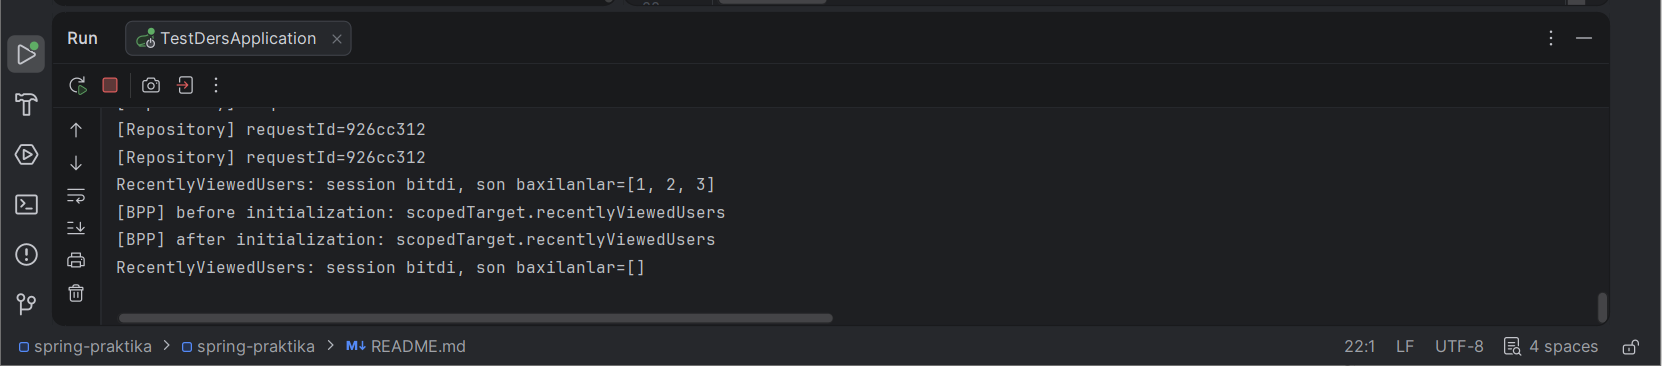 Run
TestDersApplication
[Repository] requestId=926cc312
[Repository] requestId=926cc312
RecentlyViewedUsers: session bitdi, son baxilanlar=[1, 2, 3]
[BPP] before initialization: scopedTarget.recentlyViewedUsers
[BPP] after initialization: scopedTarget.recentlyViewedUsers
RecentlyViewedUsers: session bitdi, son baxilanlar=[]
spring-praktika > spring-praktika > M↓ README.md
22:1 LF UTF-8 4 spaces